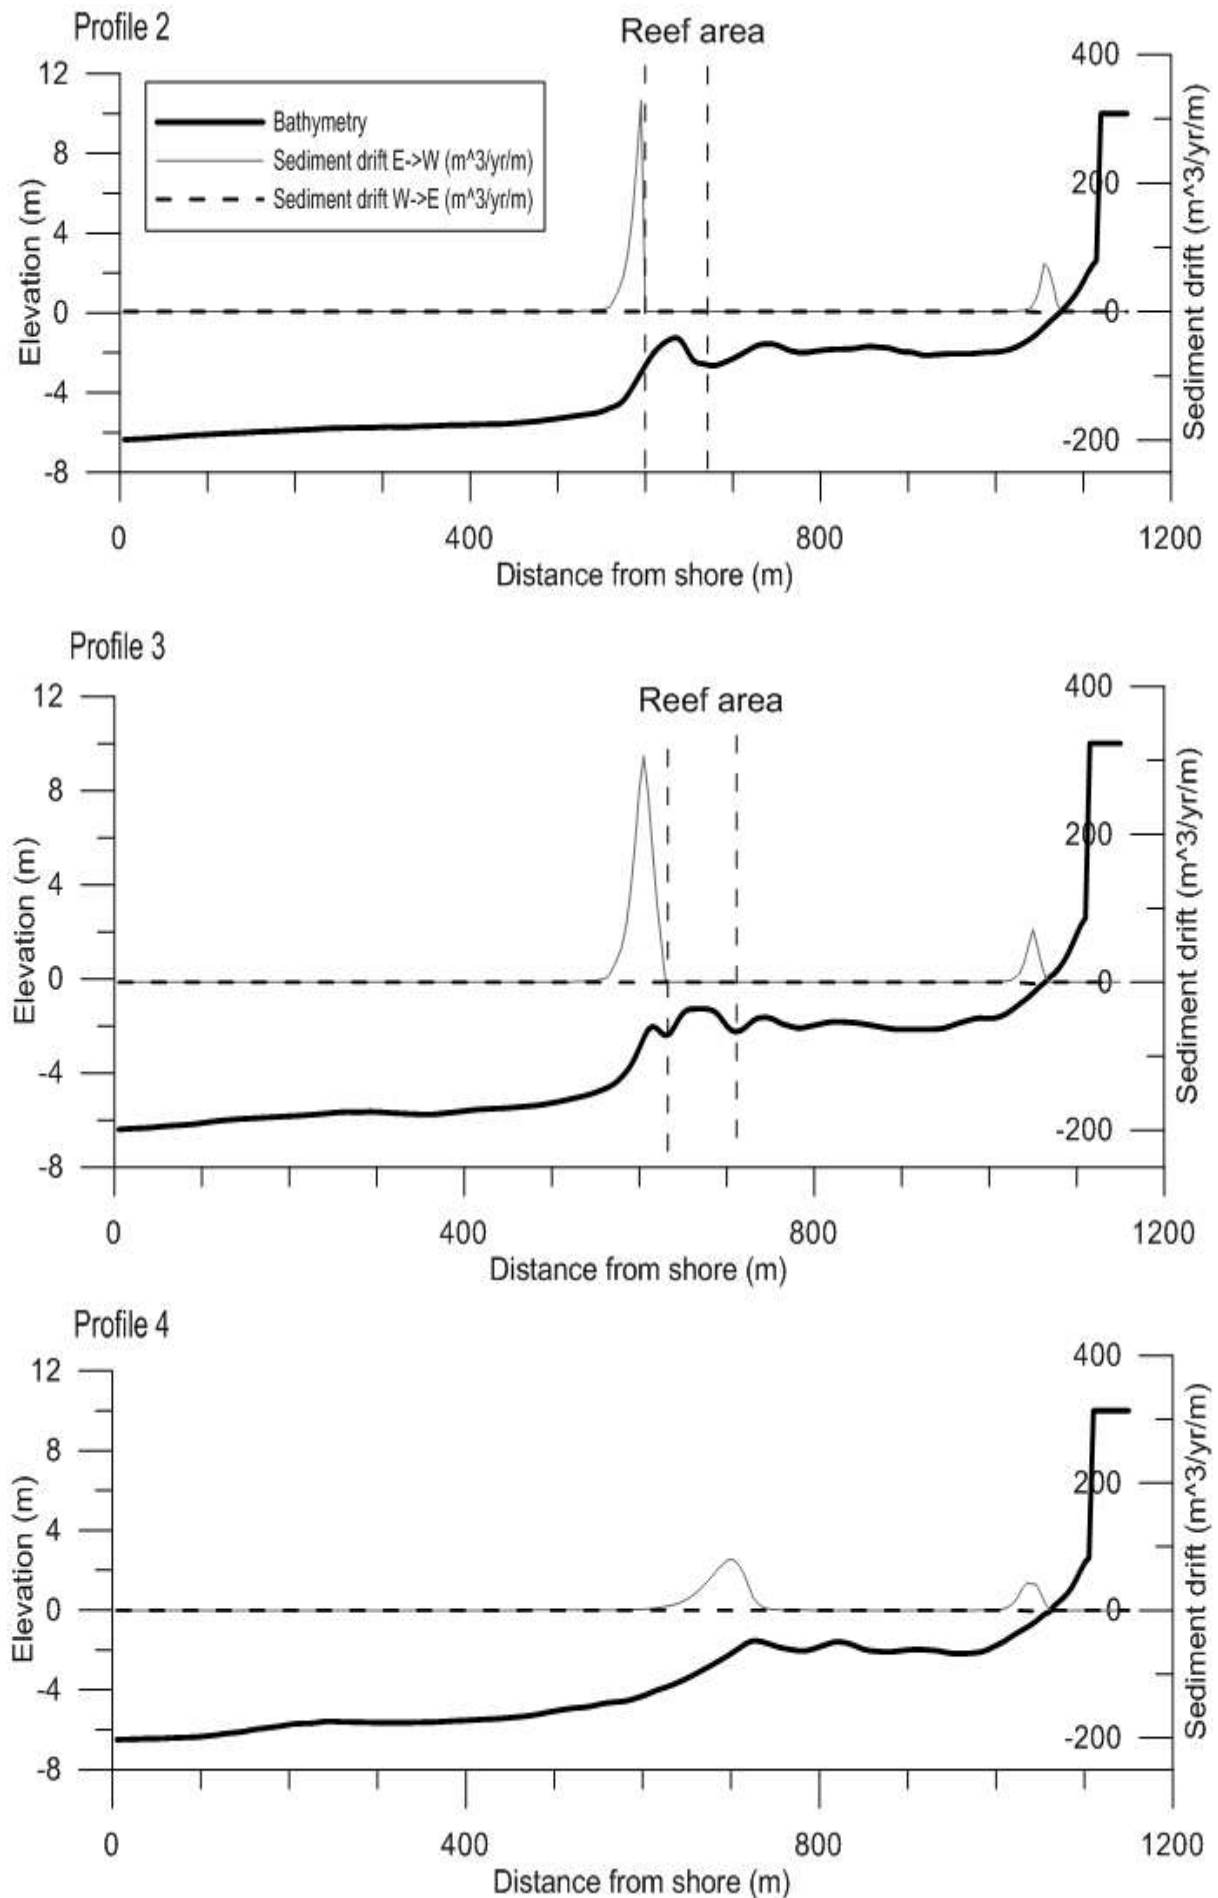 Profile 2
Reef area
400
12
Bathymetry
Sediment drift E->W (m^3/yr/m)
Sediment drift W->E (m^3/yr/m)
8
200
4
0
0
-4
-200
-8
Elevation (m)
Sediment drift (m^3/yr/m)
0 400 800 1200
Distance from shore (m)
Profile 3
Reef area
400
12
8
200
4
0
0
-4
-200
-8
Elevation (m)
Sediment drift (m^3/yr/m)
0 400 800 1200
Distance from shore (m)
Profile 4
400
12
8
200
4
0
0
-4
-200
-8
Elevation (m)
Sediment drift (m^3/yr/m)
0 400 800 1200
Distance from shore (m)